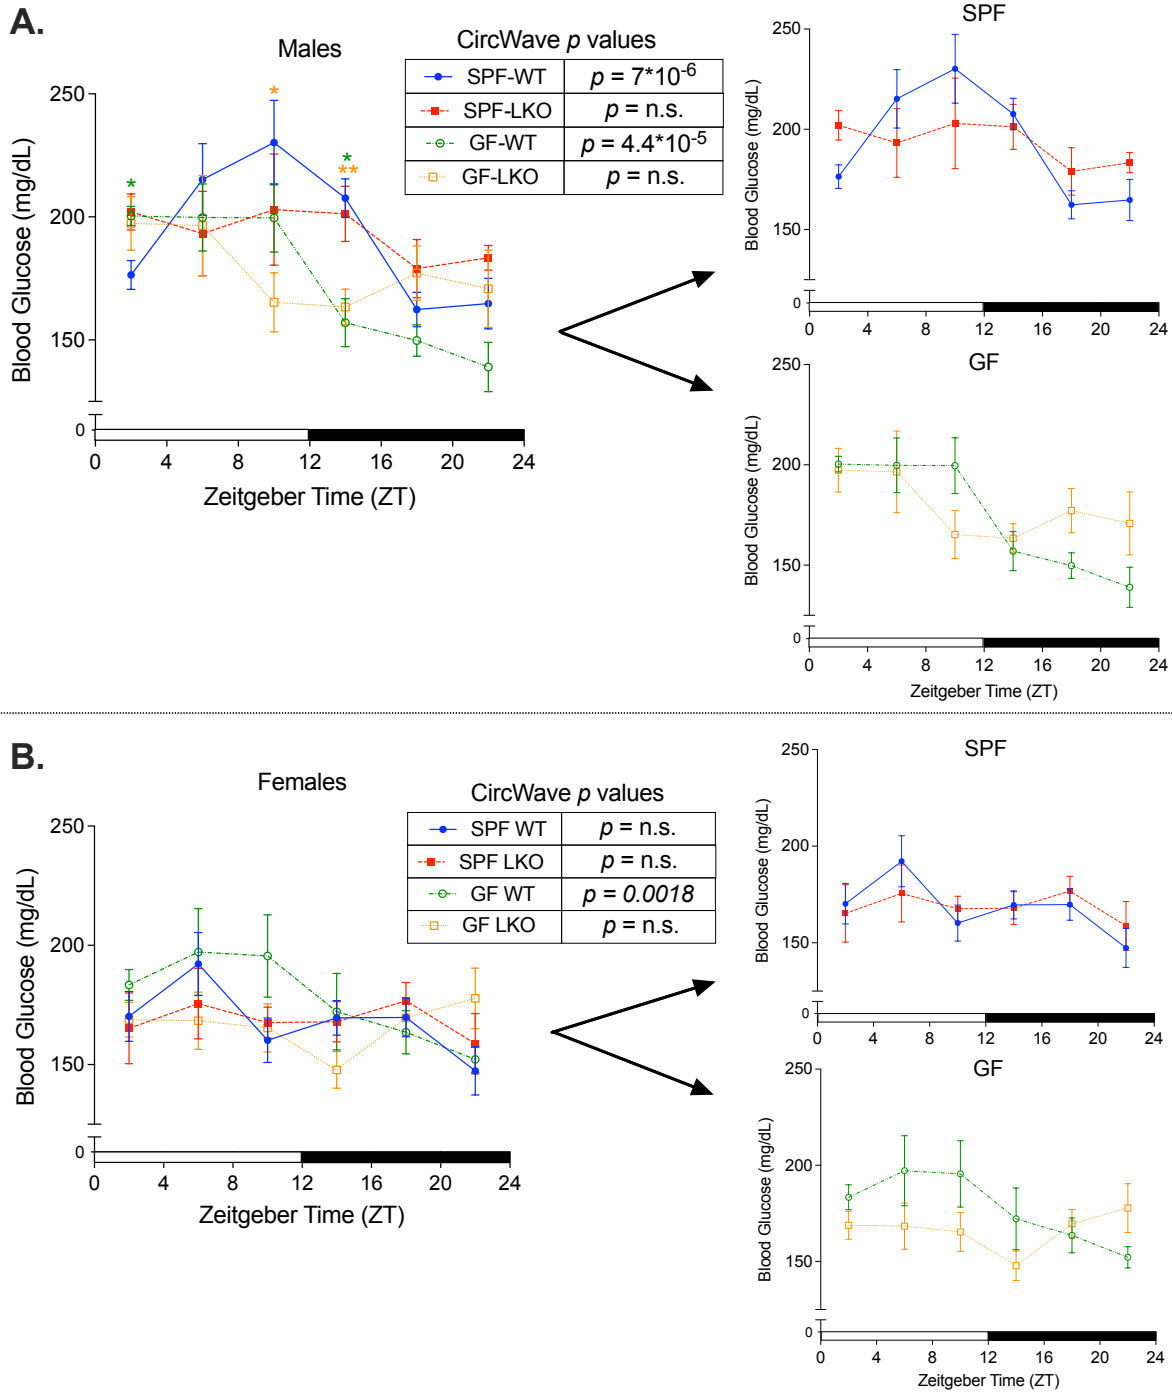 A.
Males
CircWave p values
SPF-WT p = 7*10-6
SPF-LKO p = n.s.
GF-WT p = 4.4*10-5
GF-LKO p = n.s.
Blood Glucose (mg/dL)
250
200
150
0
* * * ** 
0 4 8 12 16 20 24
Zeitgeber Time (ZT)
SPF
Blood Glucose (mg/dL)
250
200
150
0
0 4 8 12 16 20 24
GF
Blood Glucose (mg/dL)
250
200
150
0
0 4 8 12 16 20 24
Zeitgeber Time (ZT)
B.
Females
CircWave p values
SPF WT p = n.s.
SPF LKO p = n.s.
GF WT p = 0.0018
GF LKO p = n.s.
Blood Glucose (mg/dL)
250
200
150
0
0 4 8 12 16 20 24
Zeitgeber Time (ZT)
SPF
Blood Glucose (mg/dL)
250
200
150
0
0 4 8 12 16 20 24
GF
Blood Glucose (mg/dL)
250
200
150
0
0 4 8 12 16 20 24
Zeitgeber Time (ZT)